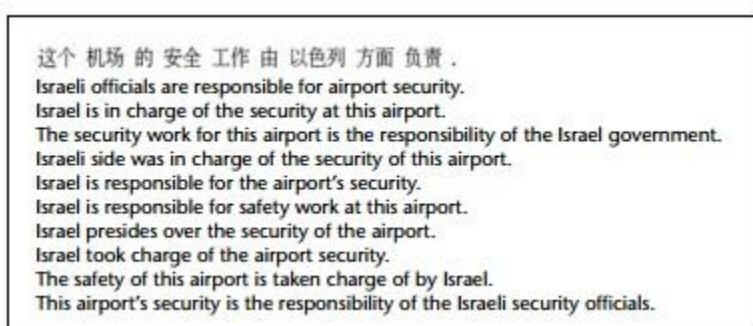 这个 机场 的 安全 工作 由 以色列 方面 负责 .
Israeli officials are responsible for airport security.
Israel is in charge of the security at this airport.
The security work for this airport is the responsibility of the Israel government.
Israeli side was in charge of the security of this airport.
Israel is responsible for the airport's security.
Israel is responsible for safety work at this airport.
Israel presides over the security of the airport.
Israel took charge of the airport security.
The safety of this airport is taken charge of by Israel.
This airport's security is the responsibility of the Israeli security officials.